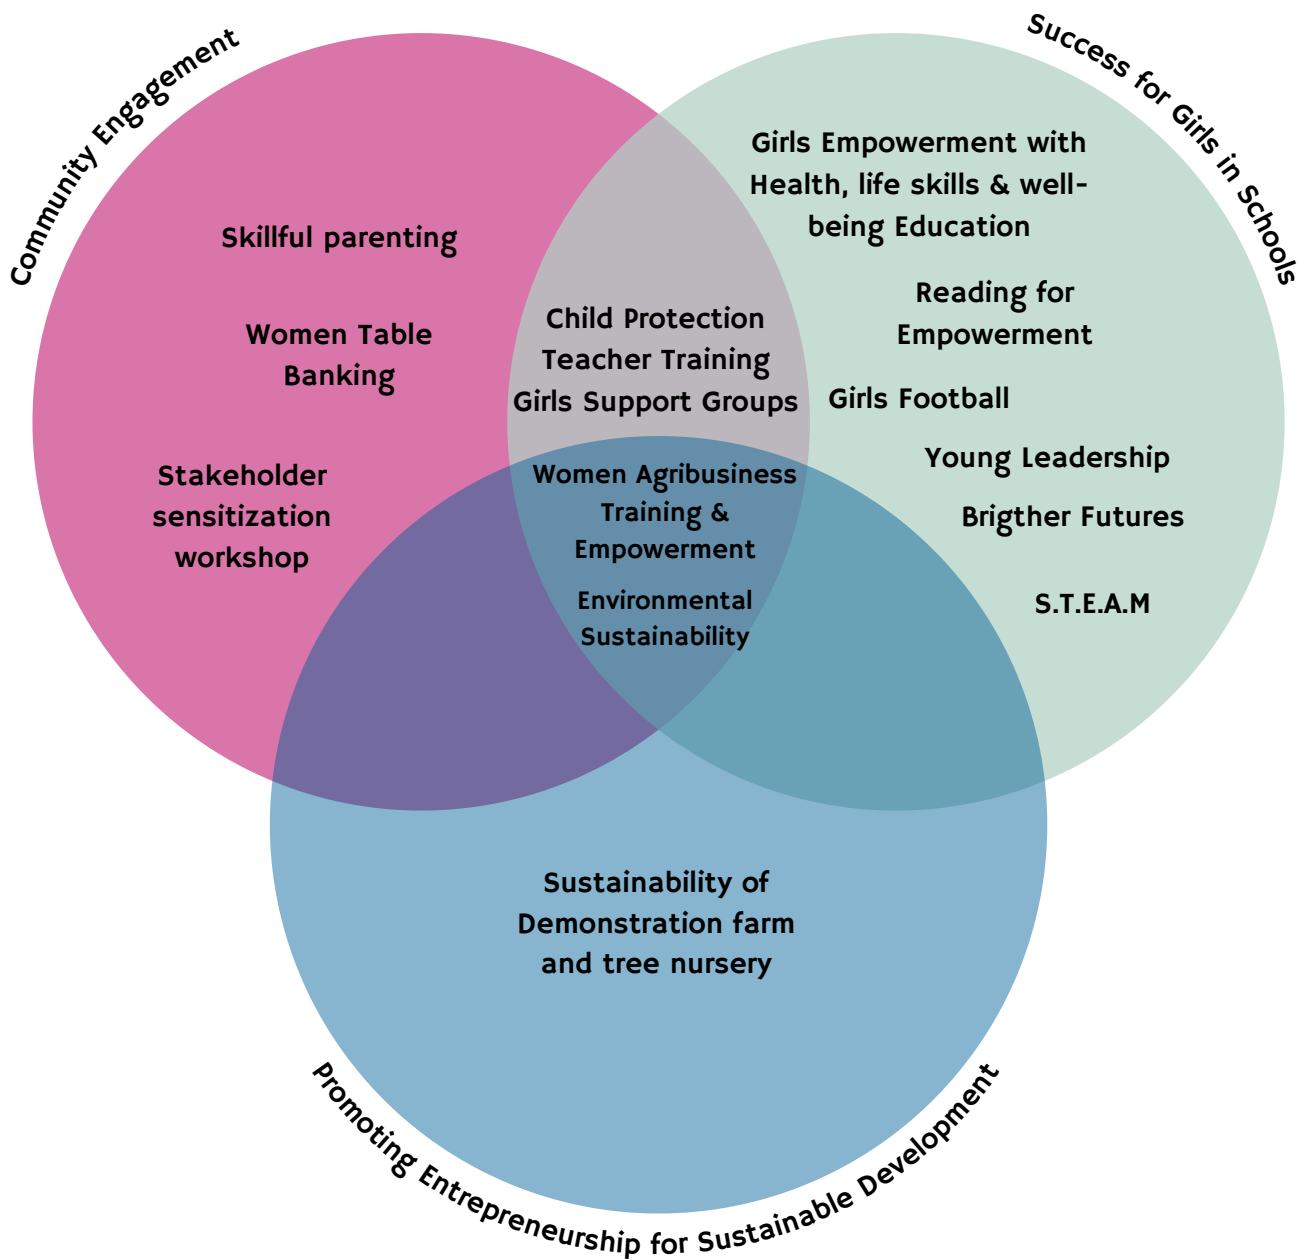 Community Engagement
Success for Girls in Schools
Skillful parenting
Women Table
Banking
Stakeholder
sensitization
workshop
Child Protection
Teacher Training
Girls Support Groups
Girls Empowerment with
Health, life skills & well-
being Education
Reading for
Empowerment
Girls Football
Young Leadership
Brigther Futures
S.T.E.A.M
Women Agribusiness
Training &
Empowerment
Environmental
Sustainability
Sustainability of
Demonstration farm
and tree nursery
Promoting Entrepreneurship for Sustainable Development